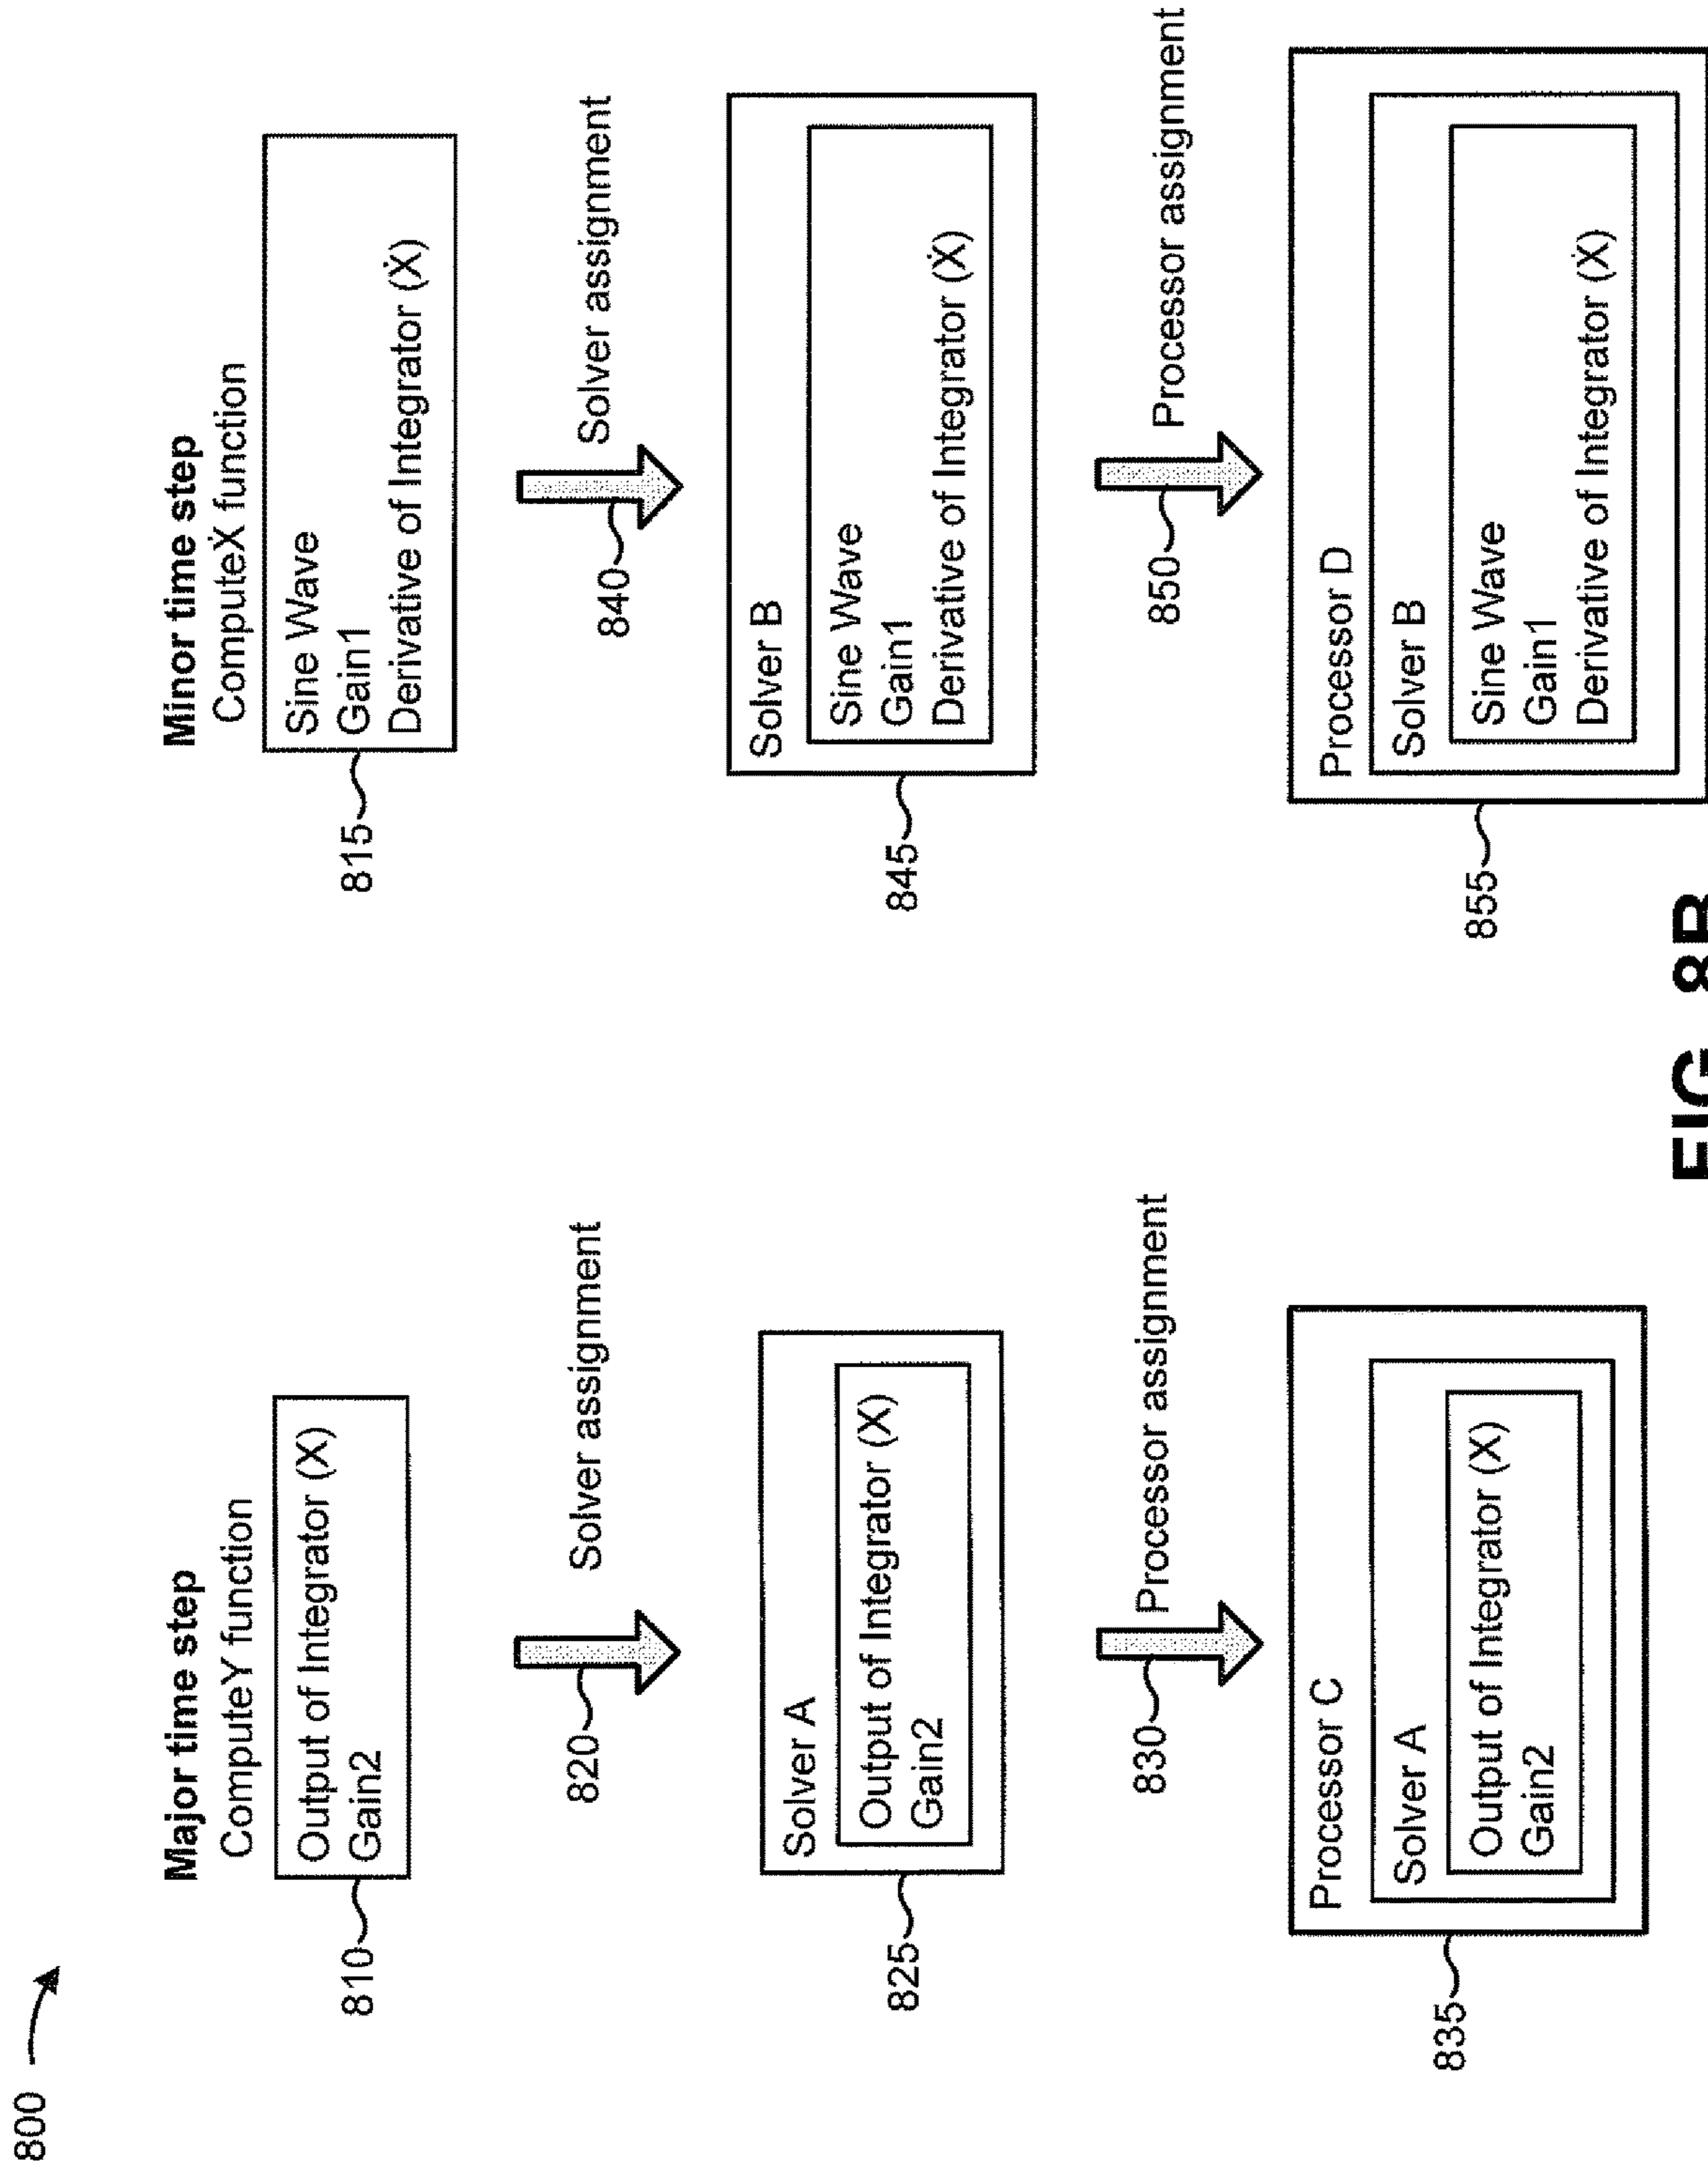 800
Major time step
ComputeY function
Output of Integrator (X)
Gain2
810
Solver assignment
820
Solver A
Output of Integrator (X)
Gain2
825
Processor assignment
830
Processor C
Solver A
Output of Integrator (X)
Gain2
835
Minor time step
ComputeẊ function
Sine Wave
Gain1
Derivative of Integrator (Ẋ)
815
Solver assignment
840
Solver B
Sine Wave
Gain1
Derivative of Integrator (Ẋ)
845
Processor assignment
850
Processor D
Solver B
Sine Wave
Gain1
Derivative of Integrator (Ẋ)
855
FIG. 8B